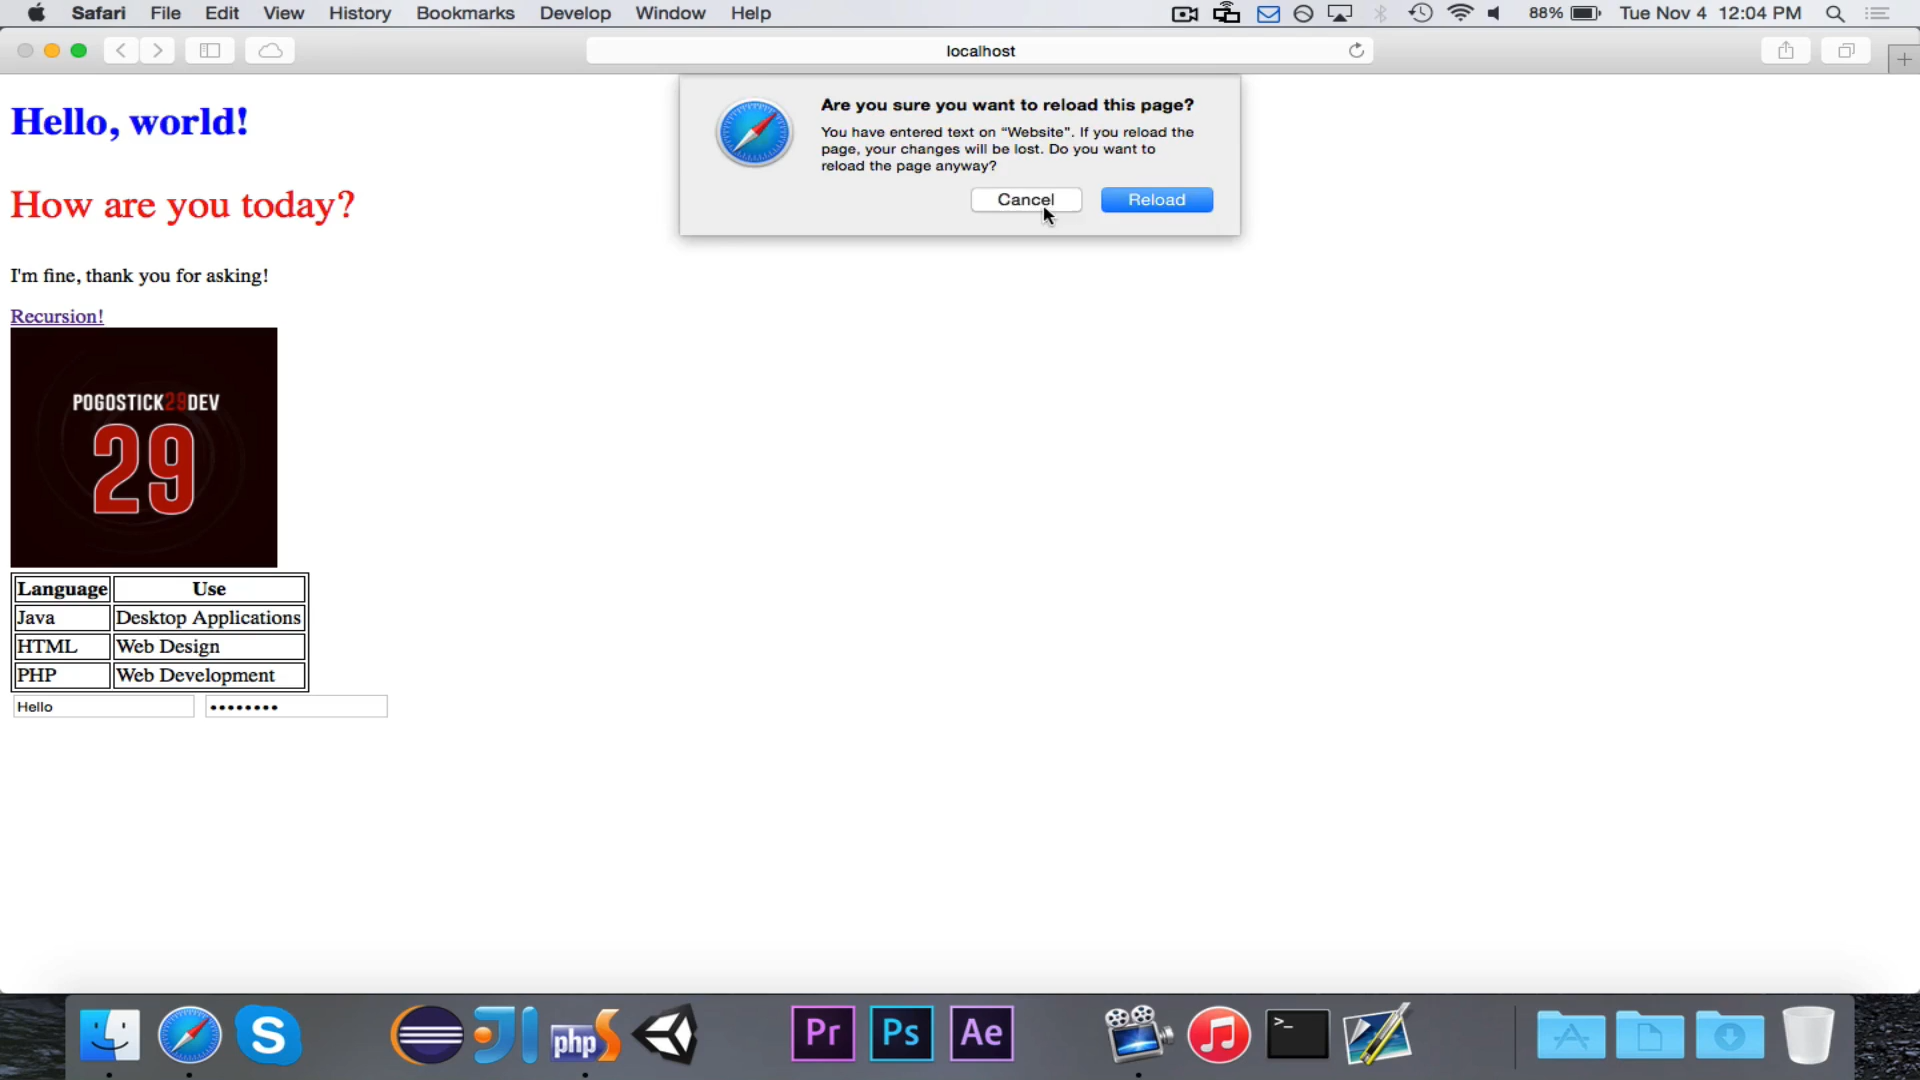 Safari File Edit View History Bookmarks Develop Window Help 88% Tue Nov 4 12:04 PM
localhost
Are you sure you want to reload this page?
You have entered text on “Website”. If you reload the
page, your changes will be lost. Do you want to
reload the page anyway?
Cancel Reload
Hello, world!
How are you today?
I'm fine, thank you for asking!
Recursion!
POGOSTICK29DEV
29
Language Use
Java Desktop Applications
HTML Web Design
PHP Web Development
Hello ••••••••
S JI php S Pr Ps Ae >_